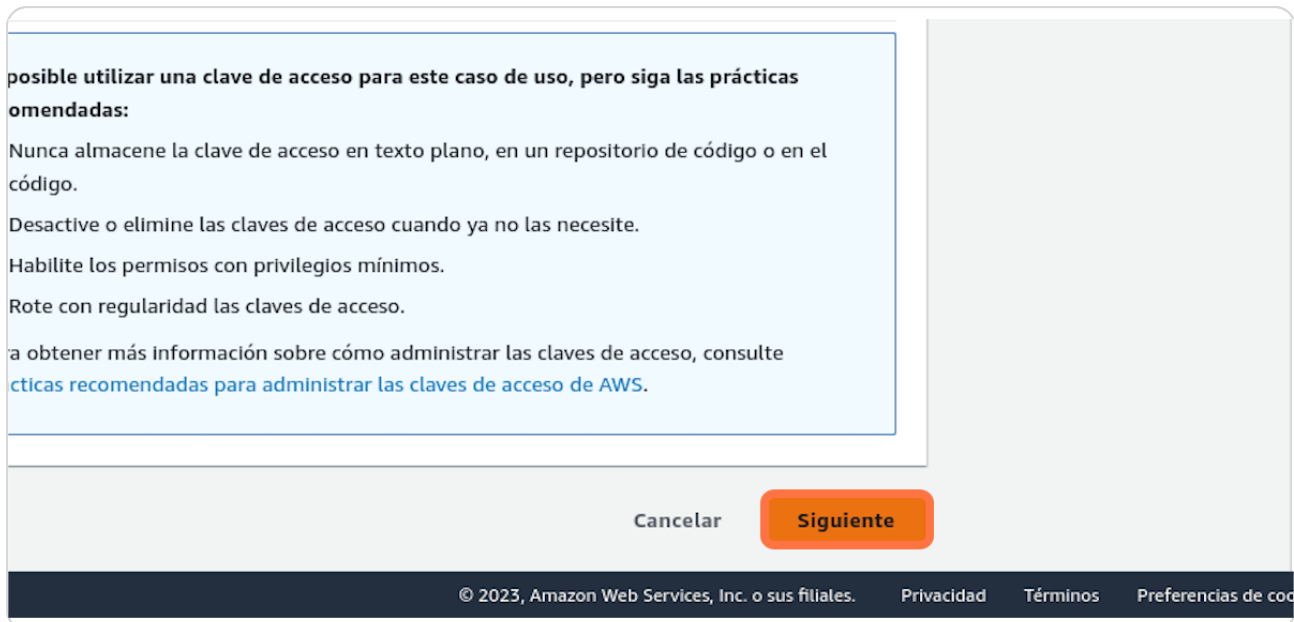 posible utilizar una clave de acceso para este caso de uso, pero siga las prácticas
omendadas:
Nunca almacene la clave de acceso en texto plano, en un repositorio de código o en el
código.
Desactive o elimine las claves de acceso cuando ya no las necesite.
Habilite los permisos con privilegios mínimos.
Rote con regularidad las claves de acceso.
a obtener más información sobre cómo administrar las claves de acceso, consulte
cticas recomendadas para administrar las claves de acceso de AWS.
Cancelar Siguiente
© 2023, Amazon Web Services, Inc. o sus filiales. Privacidad Términos Preferencias de coo